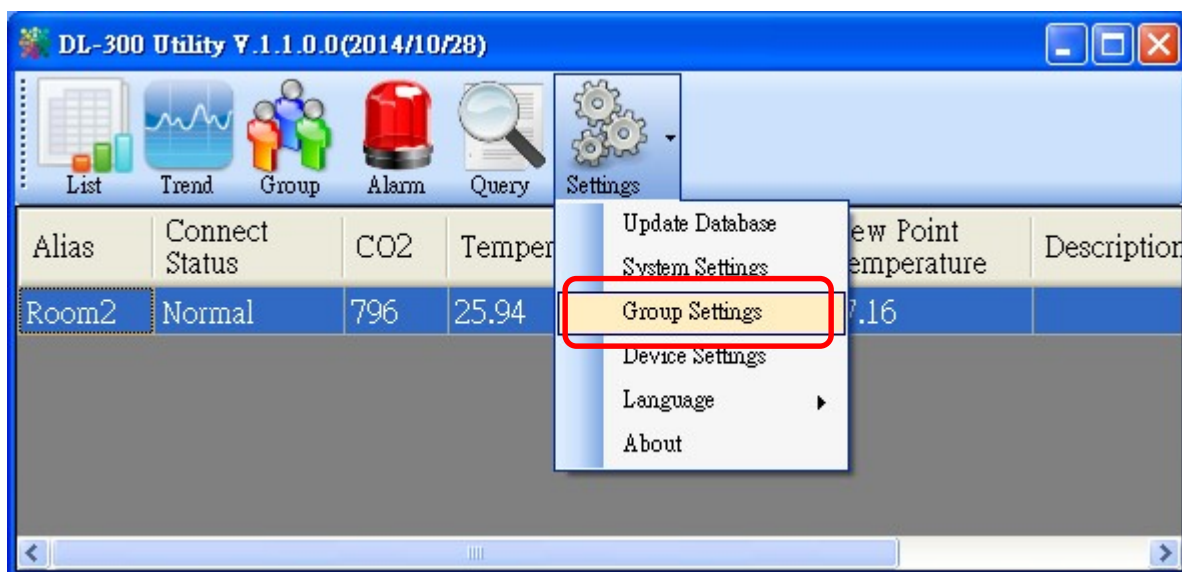 DL-300 Utility V.1.1.0.0(2014/10/28)
List Trend Group Alarm Query Settings
Alias Connect Status CO2 Temper ew Point emperature Description
Room2 Normal 796 25.94 7.16
Update Database
System Settings
Group Settings
Device Settings
Language
About